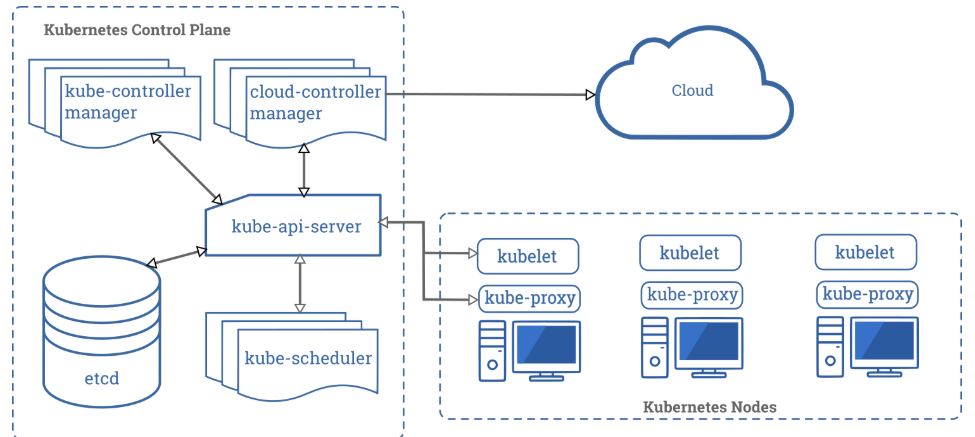 Kubernetes Control Plane
kube-controller
manager
cloud-controller
manager
Cloud
kube-api-server
etcd
kube-scheduler
kubelet
kube-proxy
kubelet
kube-proxy
kubelet
kube-proxy
Kubernetes Nodes